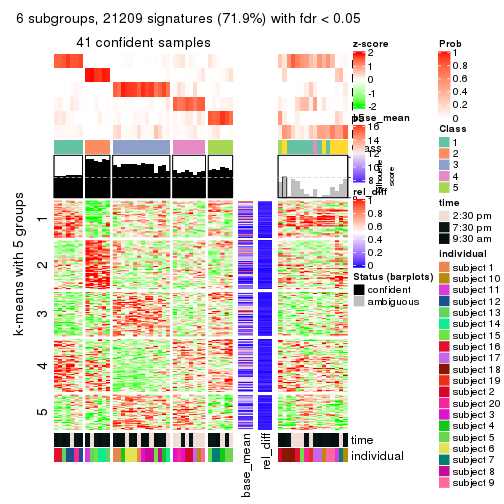 6 subgroups, 21209 signatures (71.9%) with fdr < 0.05
41 confident samples
k-means with 5 groups
1
2
3
4
5
p5
time
individual
base_mean
rel_diff
Silhouette
score
z-score
2
1
0
-1
-2
base_mean
16
14
12
10
8
rel_diff
1
0.8
0.6
0.4
0.2
0
Status (barplots)
confident
ambiguous
Prob
1
0.8
0.6
0.4
0.2
0
Class
1
2
3
4
5
time
2:30 pm
7:30 pm
9:30 am
Individual
subject 1
subject 10
subject 11
subject 12
subject 13
subject 14
subject 15
subject 16
subject 17
subject 18
subject 19
subject 2
subject 20
subject 3
subject 4
subject 5
subject 6
subject 7
subject 8
subject 9